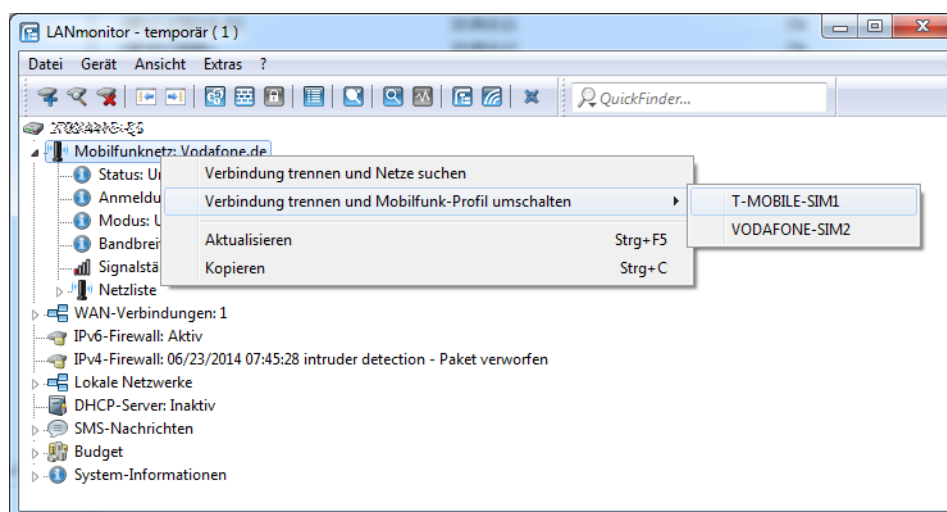 LANmonitor - temporär ( 1 )
Datei Gerät Ansicht Extras ?
QuickFinder...
Mobilfunknetz: Vodafone.de
Status: U
Verbindung trennen und Netze suchen
Anmeldu
Verbindung trennen und Mobilfunk-Profil umschalten
T-MOBILE-SIM1
Modus: U
VODAFONE-SIM2
Bandbrei
Aktualisieren Strg+F5
Signalstä
Kopieren Strg+C
Netzliste
WAN-Verbindungen: 1
IPv6-Firewall: Aktiv
IPv4-Firewall: 06/23/2014 07:45:28 intruder detection - Paket verworfen
Lokale Netzwerke
DHCP-Server: Inaktiv
SMS-Nachrichten
Budget
System-Informationen